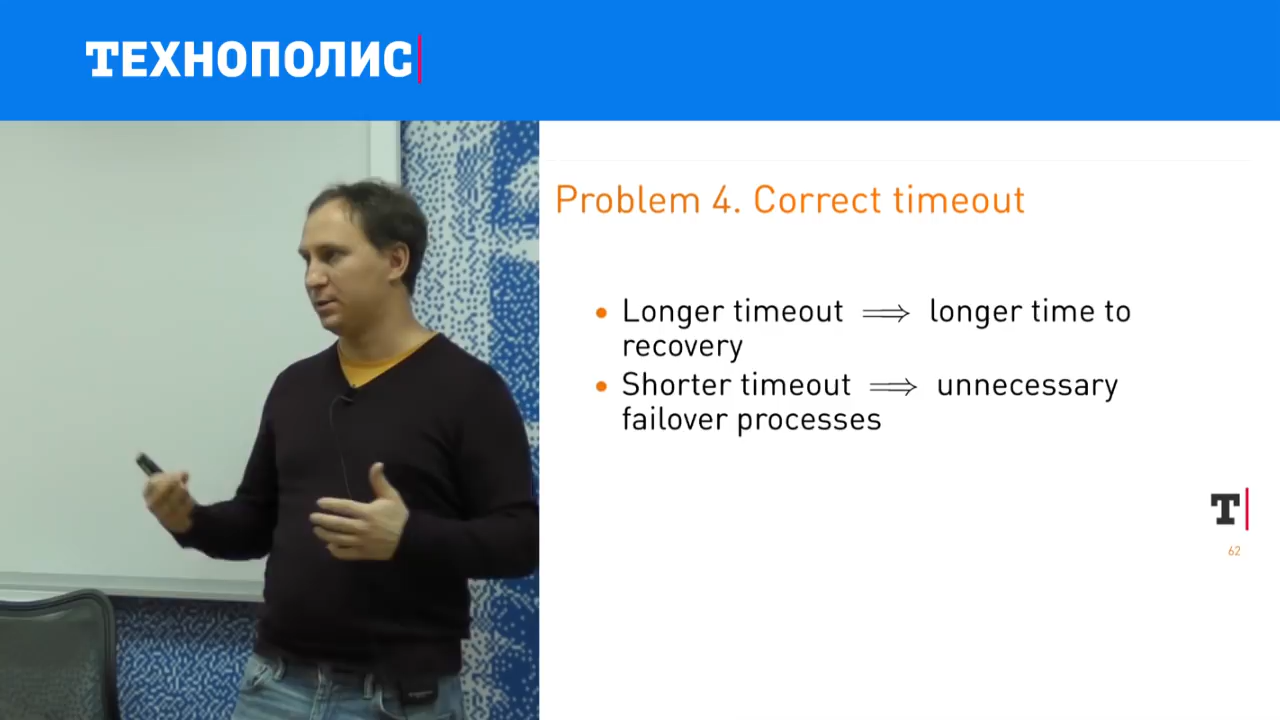 ТЕХНОПОЛИС
Problem 4. Correct timeout
• Longer timeout ⟹ longer time to
recovery
• Shorter timeout ⟹ unnecessary
failover processes
T
62